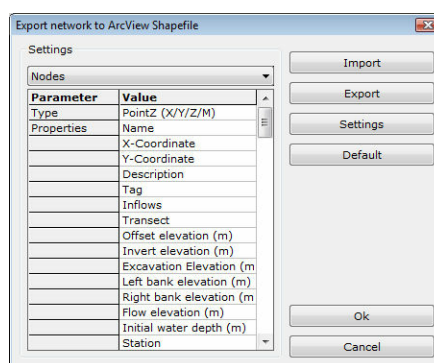 Export network to ArcView Shapefile
Settings
Nodes
Parameter Value
Type PointZ (X/Y/Z/M)
Properties Name
X-Coordinate
Y-Coordinate
Description
Tag
Inflows
Transect
Offset elevation (m)
Invert elevation (m)
Excavation Elevation (m
Left bank elevation (m)
Right bank elevation (m
Flow elevation (m)
Initial water depth (m)
Station
Import
Export
Settings
Default
Ok
Cancel